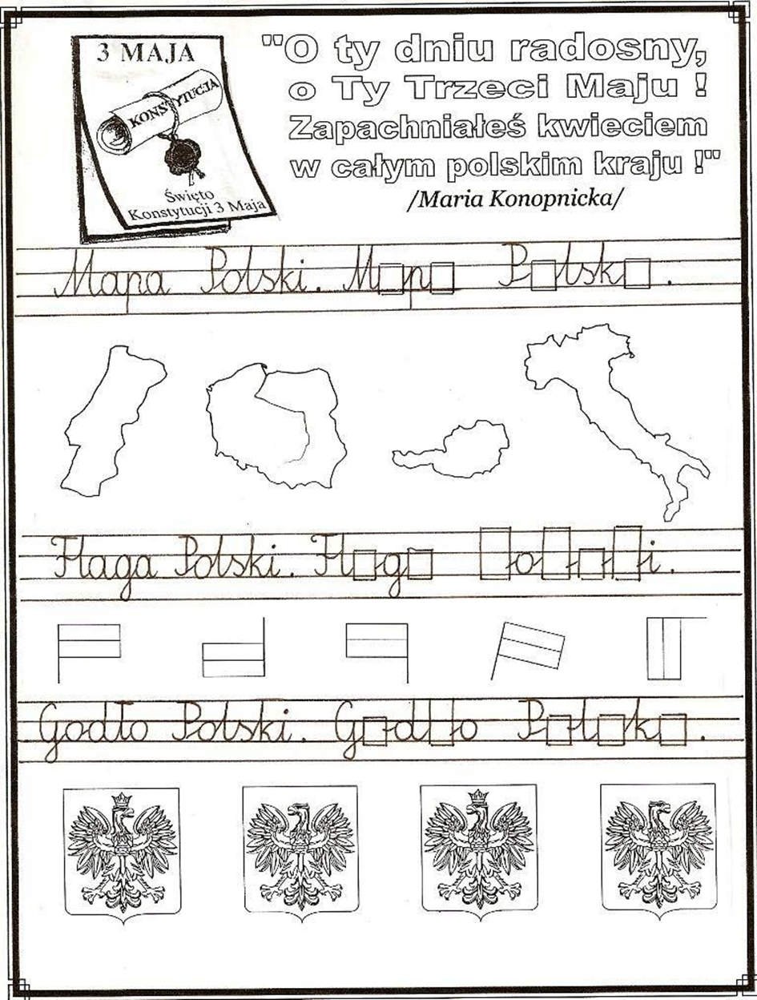 3 MAJA
KONSTYTUCJA
Święto
Konstytucji 3 Maja
"O ty dniu radosny,
o Ty Trzeci Maju !
Zapachniałeś kwieciem
w całym polskim kraju !"
/Maria Konopnicka/
Mapa Polski. M□p□ P□lsk□.
Flaga Polski. Fl□g□ □o□□□i.
Godło Polski. G□d□o P□l□k□.